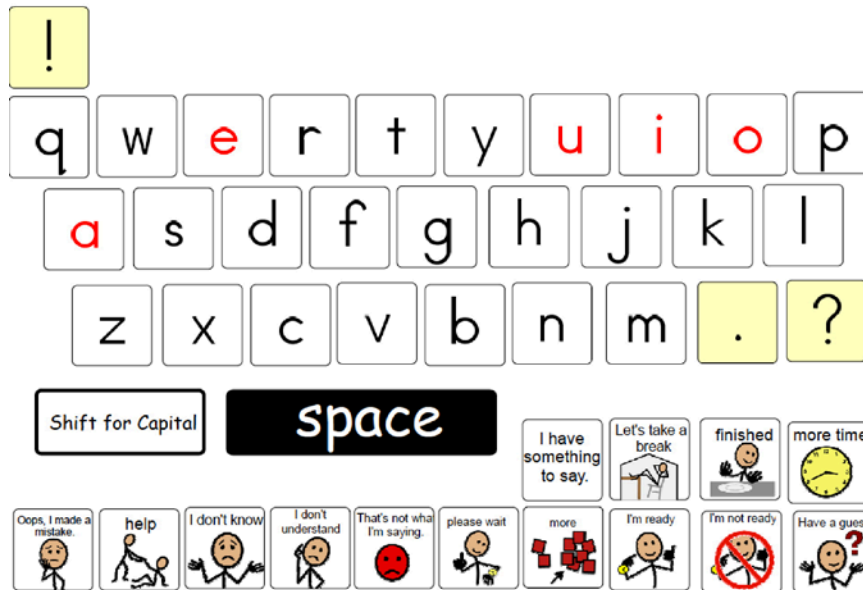 !
q w e r t y u i o p
a s d f g h j k l
z x c v b n m . ?
Shift for Capital
space
I have
something
to say.
Let's take a
break
finished
more time
Oops, I made a
mistake.
help
I don't know
I don't
understand
That's not wha
I'm saying.
please wait
more
I'm ready
I'm not ready
Have a gues
?